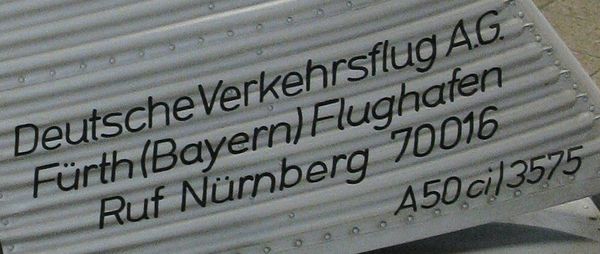 Deutsche Verkehrsflug A.G.
Fürth (Bayern) Flughafen
Ruf Nürnberg 70016
A50 ci/3575